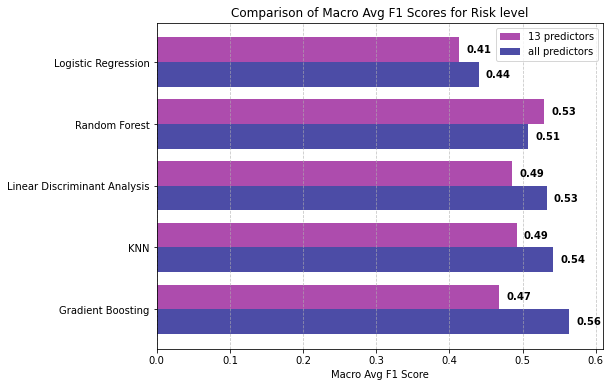 Comparison of Macro Avg F1 Scores for Risk level
13 predictors
all predictors
Logistic Regression
0.41
0.44
Random Forest
0.53
0.51
Linear Discriminant Analysis
0.49
0.53
KNN
0.49
0.54
Gradient Boosting
0.47
0.56
0.0 0.1 0.2 0.3 0.4 0.5 0.6
Macro Avg F1 Score